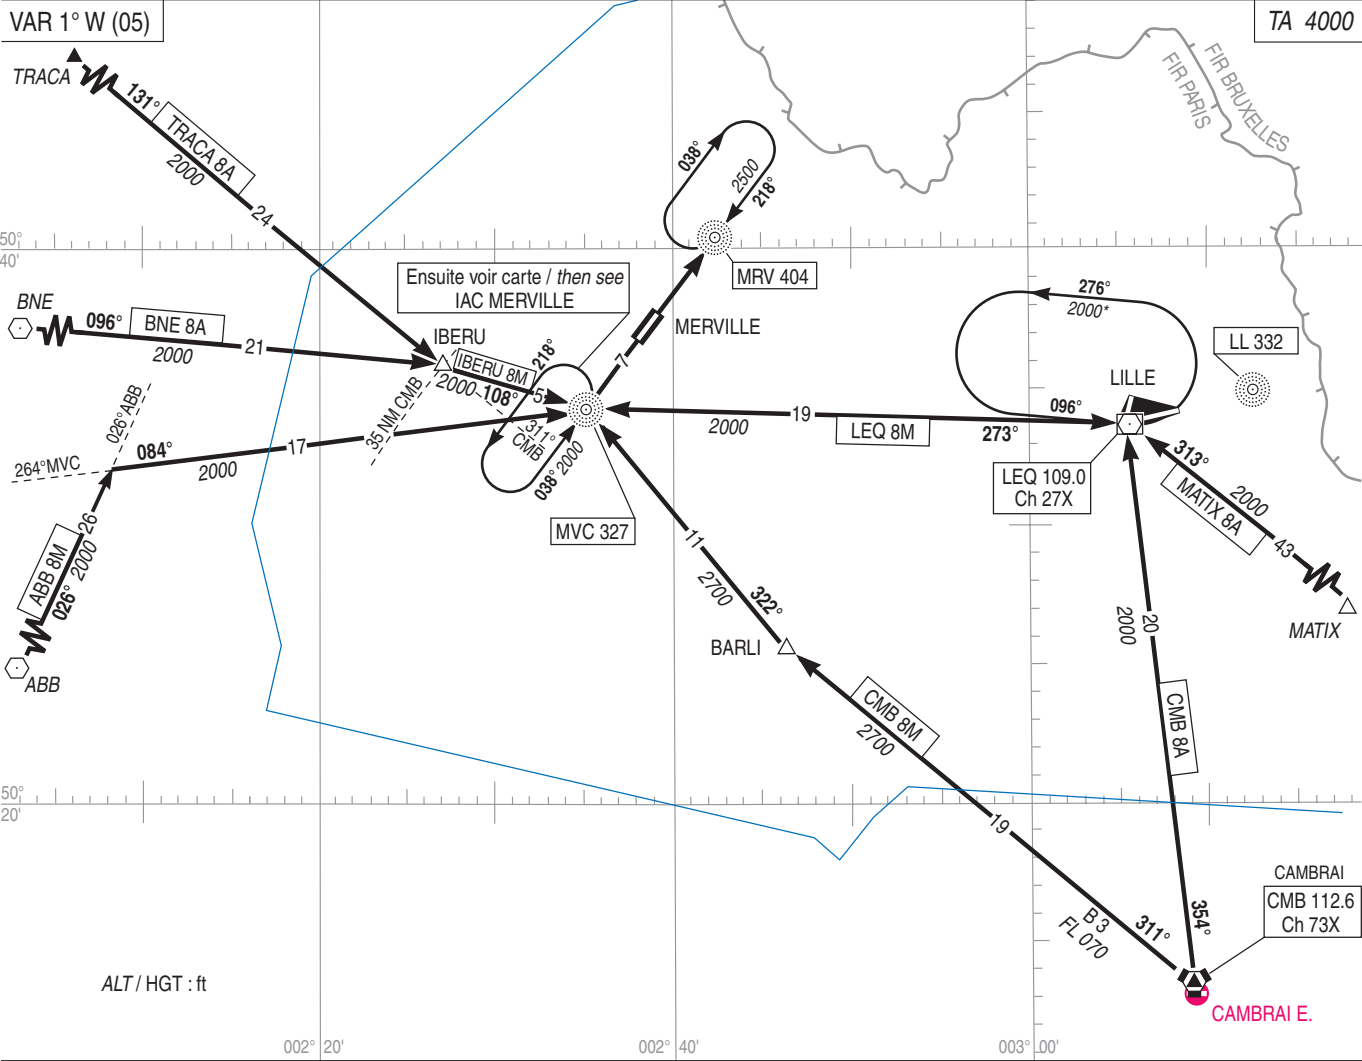 VAR 1° W (05)
TA 4000
TRACA
131°
TRACA 8A
2000
24
FIR PARIS
FIR BRUXELLES
038°
2500
218°
50°
40'
MRV 404
Ensuite voir carte / then see
IAC MERVILLE
BNE
096°
BNE 8A
2000
21
IBERU
IBERU 8M
2000
108°
5
218°
7
MERVILLE
276°
2000*
LL 332
LILLE
096°
35 NM CMB
311°
CMB
038° 2000
19
2000
LEQ 8M
273°
026° ABB
264° MVC
084°
2000
17
LEQ 109.0
Ch 27X
313°
MATIX 8A
2000
43
MATIX
MVC 327
ABB 8M
026°
2000
26
ABB
11
2700
322°
BARLI
20
2000
CMB 8M
2700
CMB 8A
50°
20'
19
B 3
FL 070
311°
354°
CAMBRAI
CMB 112.6
Ch 73X
CAMBRAI E.
ALT / HGT : ft
002° 20'
002° 40'
003° 00'